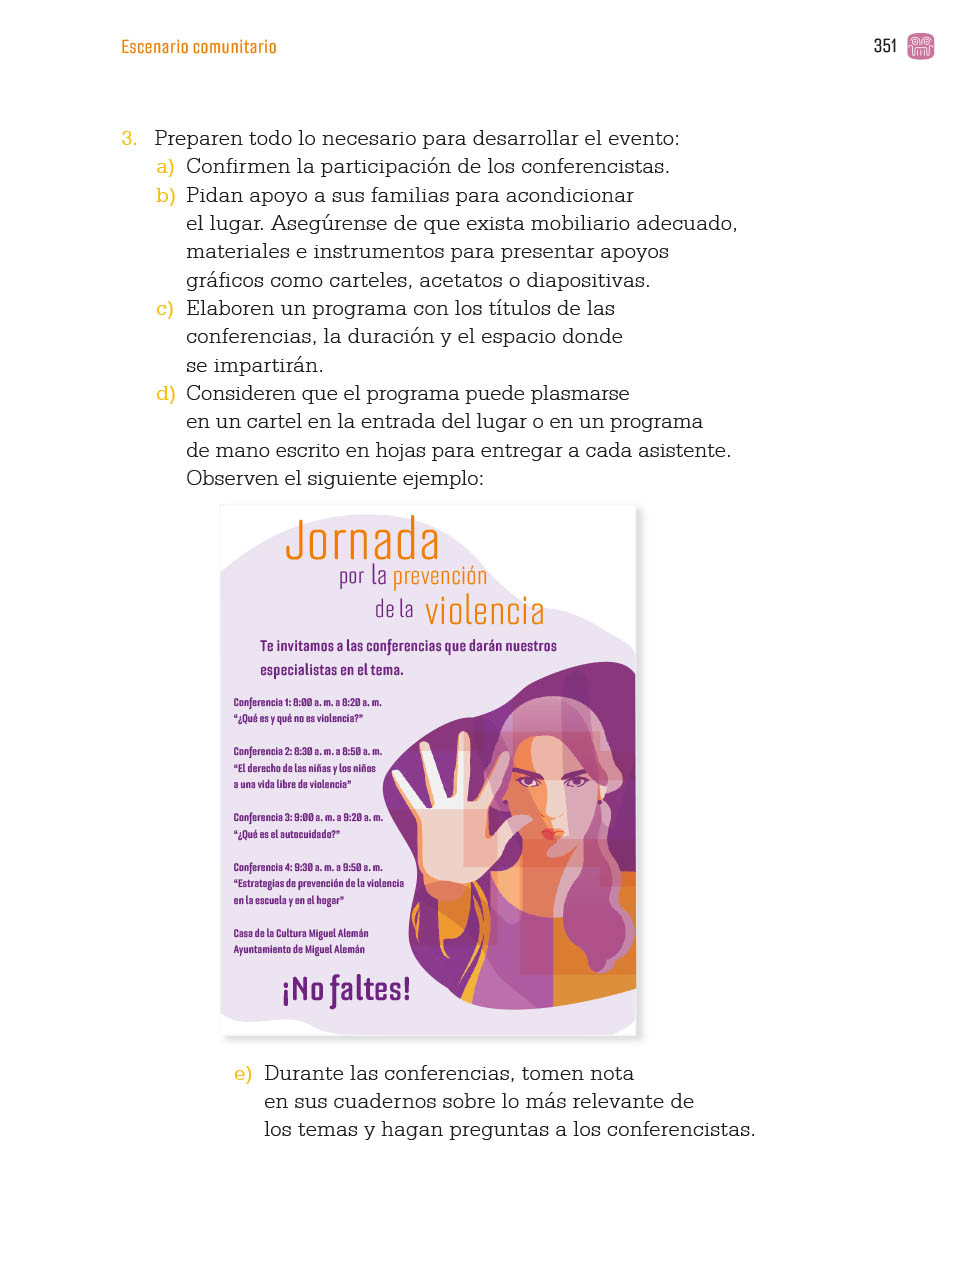 Escenario comunitario
351
3. Preparen todo lo necesario para desarrollar el evento:
a) Confirmen la participación de los conferencistas.
b) Pidan apoyo a sus familias para acondicionar
el lugar. Asegúrense de que exista mobiliario adecuado,
materiales e instrumentos para presentar apoyos
gráficos como carteles, acetatos o diapositivas.
c) Elaboren un programa con los títulos de las
conferencias, la duración y el espacio donde
se impartirán.
d) Consideren que el programa puede plasmarse
en un cartel en la entrada del lugar o en un programa
de mano escrito en hojas para entregar a cada asistente.
Observen el siguiente ejemplo:
Jornada
por la prevención
de la violencia
Te invitamos a las conferencias que darán nuestros
especialistas en el tema.
Conferencia 1: 8:00 a. m. a 8:20 a. m.
“¿Qué es y qué no es violencia?”
Conferencia 2: 8:30 a. m. a 8:50 a. m.
“El derecho de las niñas y los niños
a una vida libre de violencia”
Conferencia 3: 9:00 a. m. a 9:20 a. m.
“¿Qué es el autocuidado?”
Conferencia 4: 9:30 a. m. a 9:50 a. m.
“Estrategias de prevención de la violencia
en la escuela y en el hogar”
Casa de la Cultura Miguel Alemán
Ayuntamiento de Miguel Alemán
¡No faltes!
e) Durante las conferencias, tomen nota
en sus cuadernos sobre lo más relevante de
los temas y hagan preguntas a los conferencistas.